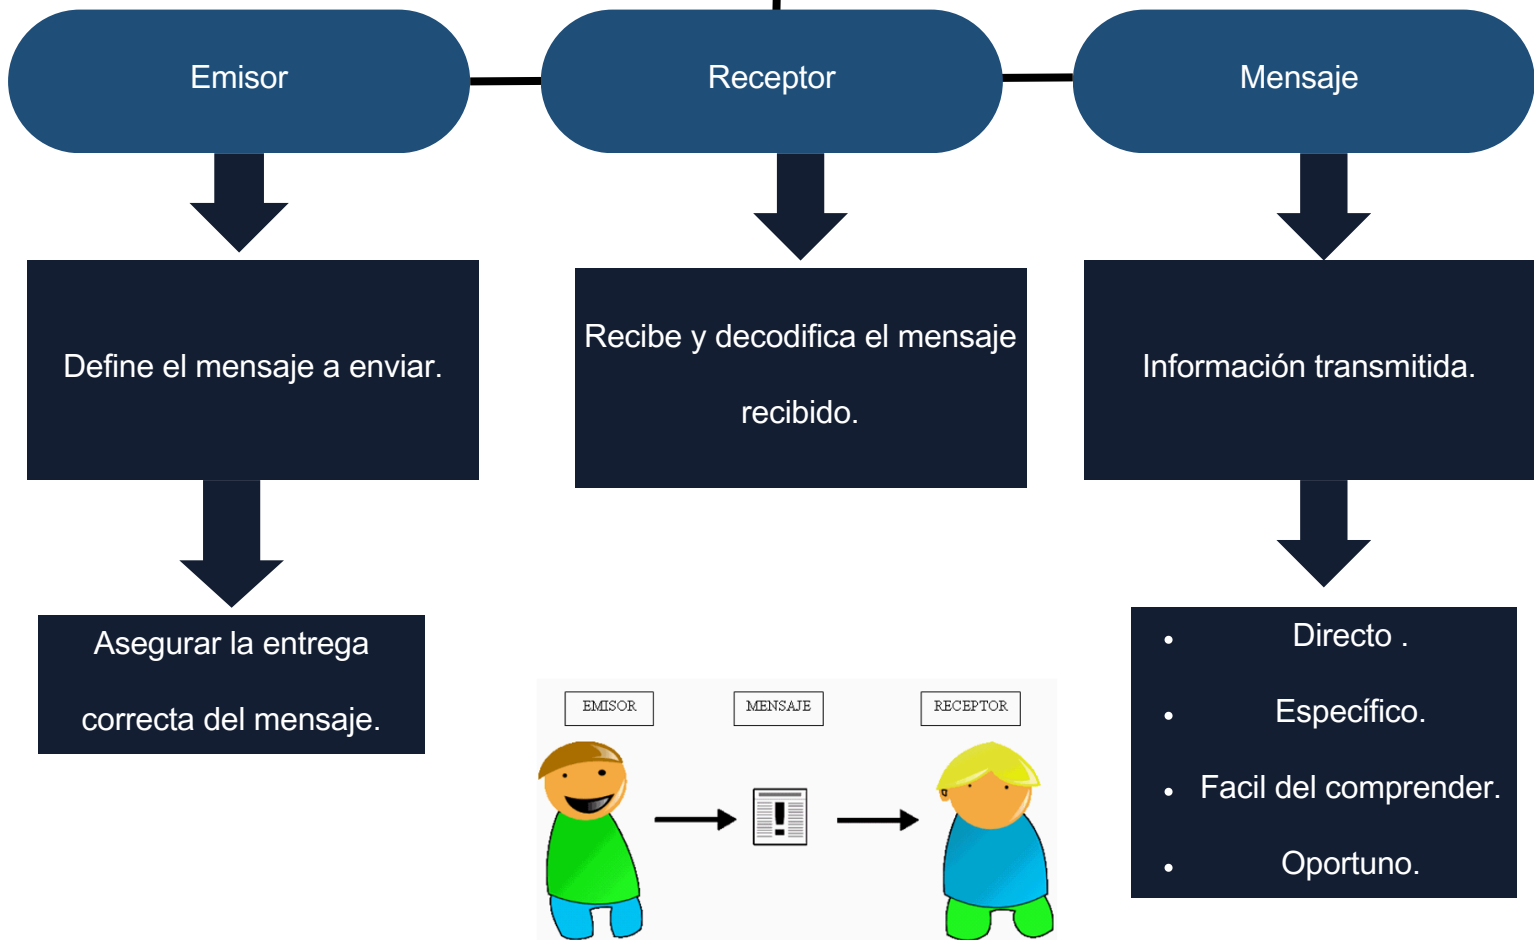 Emisor
Receptor
Mensaje
Define el mensaje a enviar.
Recibe y decodifica el mensaje
recibido.
Información transmitida.
Asegurar la entrega
correcta del mensaje.
• Directo .
• Específico.
• Facil del comprender.
• Oportuno.
EMISOR
MENSAJE
RECEPTOR